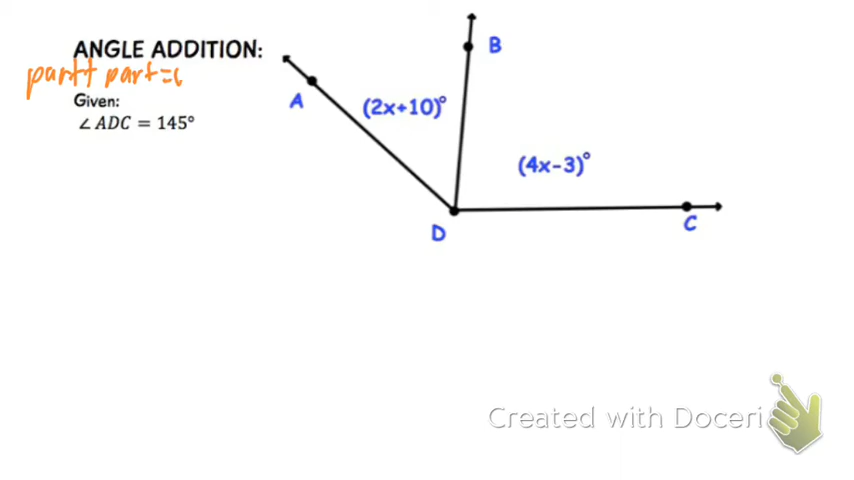 ANGLE ADDITION:
part+ part=
Given:
∠ ADC = 145°
A
(2x+10)°
B
(4x-3)°
D
C
Created with Doceri